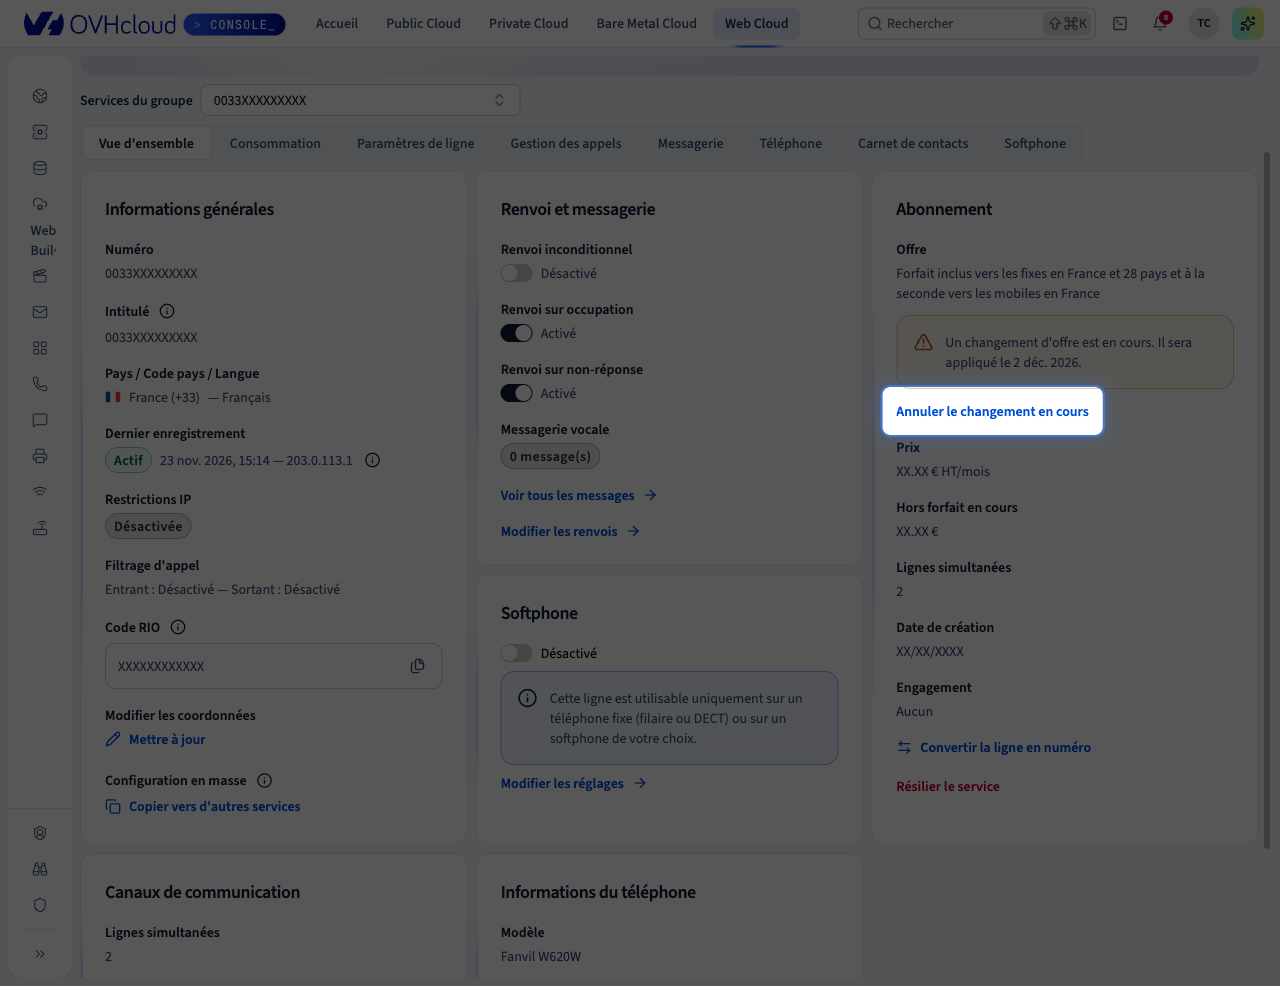 OVHcloud
> CONSOLE_
Accueil
Public Cloud
Private Cloud
Bare Metal Cloud
Web Cloud
Rechercher
⇧⌘K
8
TC
Services du groupe
0033XXXXXXXXX
Vue d'ensemble
Consommation
Paramètres de ligne
Gestion des appels
Messagerie
Téléphone
Carnet de contacts
Softphone
Web
Buil
Informations générales
Numéro
0033XXXXXXXXX
Intitulé
0033XXXXXXXXX
Pays / Code pays / Langue
France (+33) — Français
Dernier enregistrement
Actif 23 nov. 2026, 15:14 — 203.0.113.1
Restrictions IP
Désactivée
Filtrage d'appel
Entrant : Désactivé — Sortant : Désactivé
Code RIO
XXXXXXXXXXXX
Modifier les coordonnées
Mettre à jour
Configuration en masse
Copier vers d'autres services
Renvoi et messagerie
Renvoi inconditionnel
Désactivé
Renvoi sur occupation
Activé
Renvoi sur non-réponse
Activé
Messagerie vocale
0 message(s)
Voir tous les messages
Modifier les renvois
Softphone
Désactivé
Cette ligne est utilisable uniquement sur un
téléphone fixe (filaire ou DECT) ou sur un
softphone de votre choix.
Modifier les réglages
Abonnement
Offre
Forfait inclus vers les fixes en France et 28 pays et à la
seconde vers les mobiles en France
Un changement d'offre est en cours. Il sera
appliqué le 2 déc. 2026.
Annuler le changement en cours
Prix
XX.XX € HT/mois
Hors forfait en cours
XX.XX €
Lignes simultanées
2
Date de création
XX/XX/XXXX
Engagement
Aucun
Convertir la ligne en numéro
Résilier le service
Canaux de communication
Lignes simultanées
2
Informations du téléphone
Modèle
Fanvil W620W